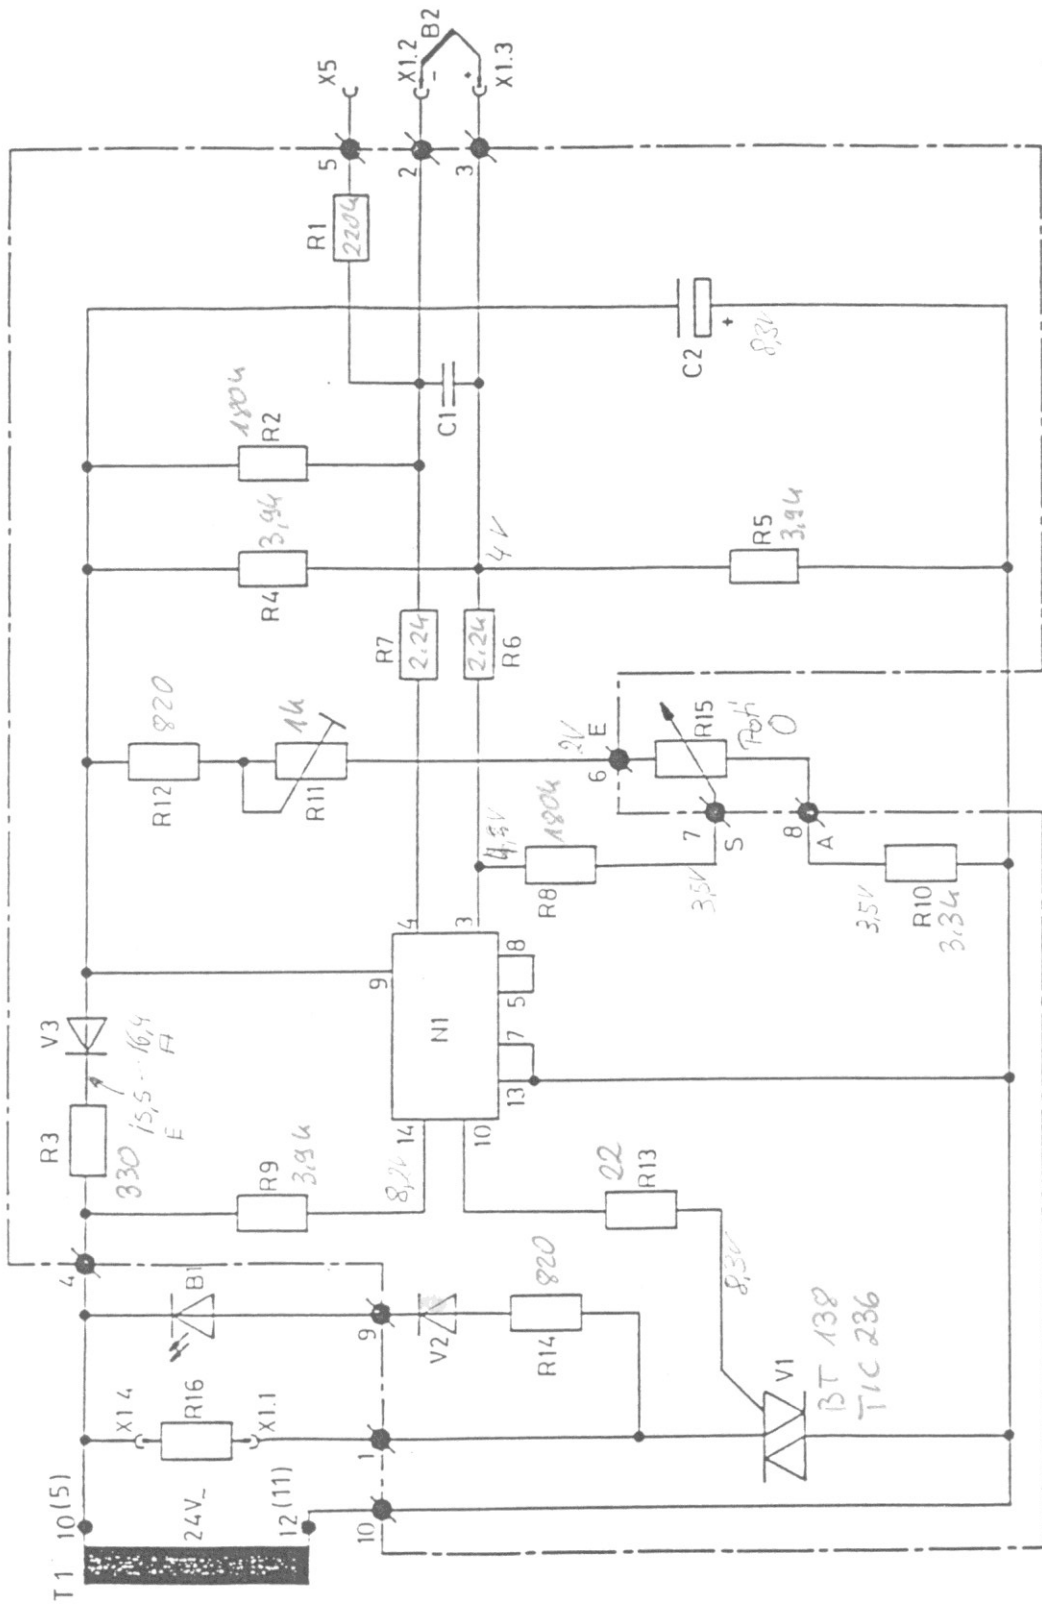 T1
10(5)
24V_
12(11)
10
X1.4
R16
X1.1
1
4
B1
9
V2
R14
820
V1
BT 138
TIC 236
R3
330
15,5 -- 16,4
E
A
V3
R9
3,9k
8,2V
14
10
R13
22
8,3V
N1
9
4
3
13
7
5
8
R12
820
R11
1k
4,3V
R8
180k
3,5V
7
S
6
E
2V
R15
Poti
0
8
A
3,5V
R10
3,3k
R7
2,2k
2,2k
R6
R4
3,9k
R2
180k
4V
R5
3,9k
C1
C2
+
8,3V
R1
220k
5
X5
2
X1.2
-
B2
3
+
X1.3